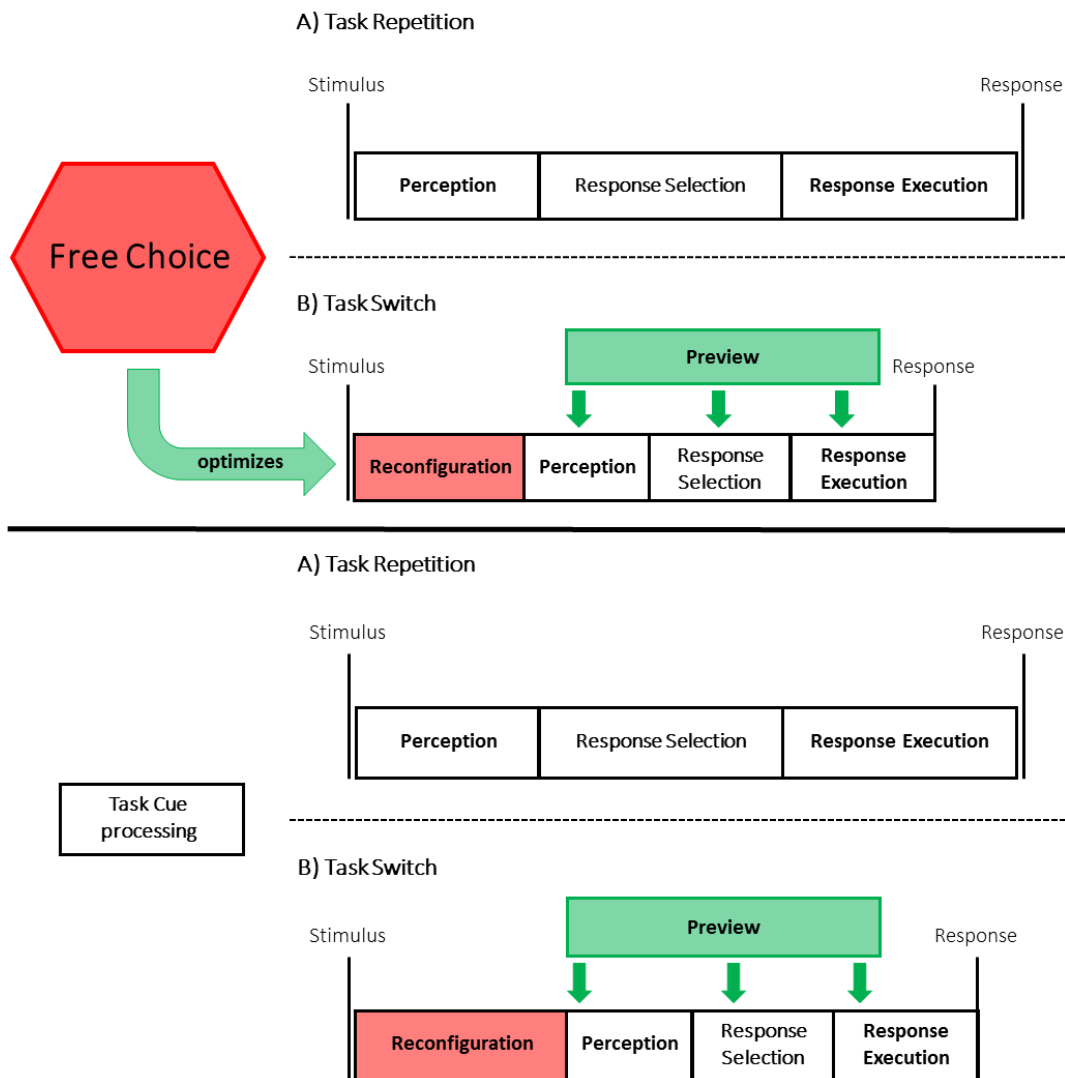 A) Task Repetition
Stimulus
Response
Perception
Response Selection
Response Execution
Free Choice
B) Task Switch
Preview
Stimulus
Response
optimizes
Reconfiguration
Perception
Response
Selection
Response
Execution
A) Task Repetition
Stimulus
Response
Perception
Response Selection
Response Execution
Task Cue
processing
B) Task Switch
Preview
Stimulus
Response
Reconfiguration
Perception
Response
Selection
Response
Execution